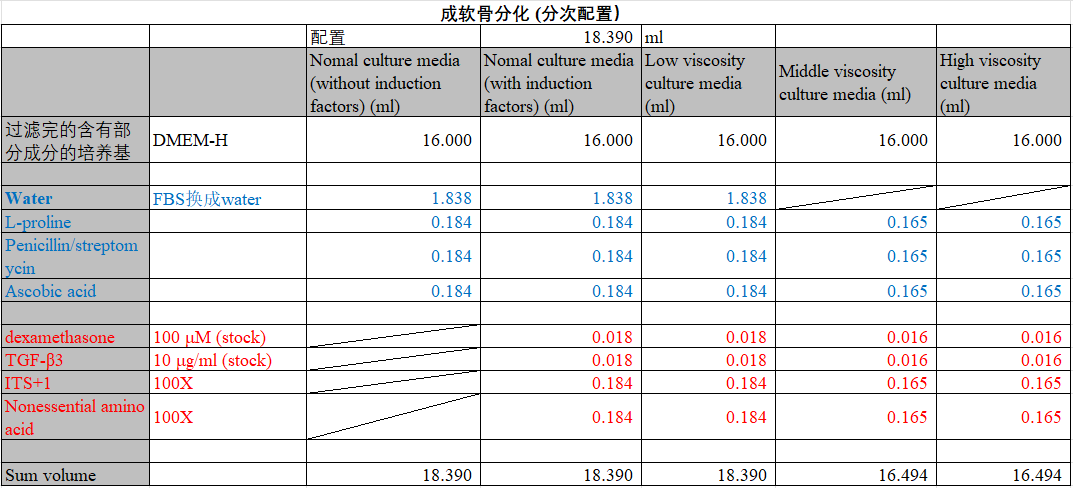 成软骨分化 (分次配置）
配置 18.390 ml
Nomal culture media (without induction factors) (ml) Nomal culture media (with induction factors) (ml) Low viscosity culture media (ml) Middle viscosity culture media (ml) High viscosity culture media (ml)
过滤完的含有部分成分的培养基 DMEM-H 16.000 16.000 16.000 16.000 16.000
Water FBS换成water 1.838 1.838 1.838
L-proline 0.184 0.184 0.184 0.165 0.165
Penicillin/streptomycin 0.184 0.184 0.184 0.165 0.165
Ascobic acid 0.184 0.184 0.184 0.165 0.165
dexamethasone 100 μM (stock) 0.018 0.018 0.016 0.016
TGF-β3 10 μg/ml (stock) 0.018 0.018 0.016 0.016
ITS+1 100X 0.184 0.184 0.165 0.165
Nonessential amino acid 100X 0.184 0.184 0.165 0.165
Sum volume 18.390 18.390 18.390 16.494 16.494